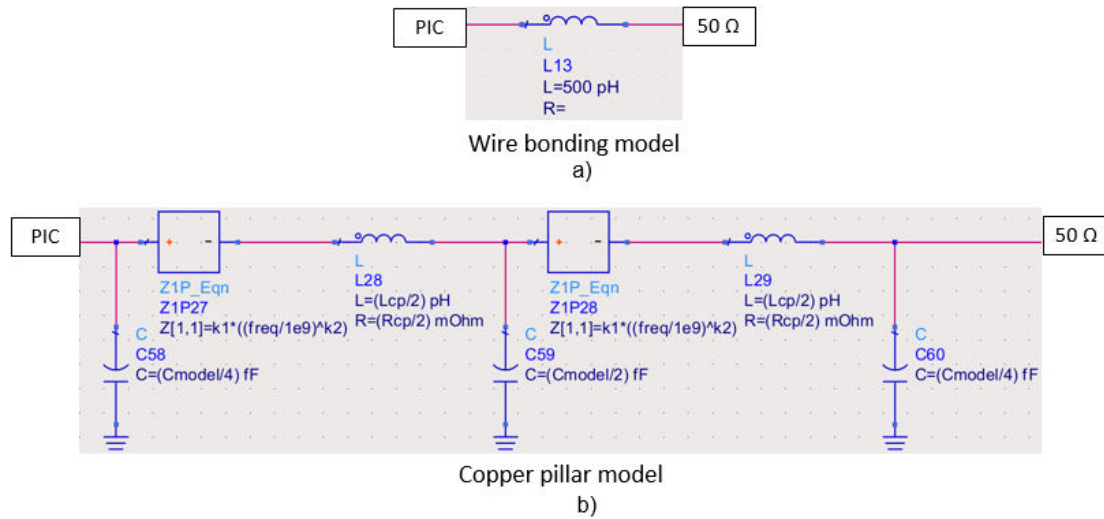 PIC
50 Ω
L
L13
L=500 pH
R=
Wire bonding model
a)
PIC
50 Ω
+ -
Z1P_Eqn
Z1P27
Z[1,1]=k1*((freq/1e9)^k2)
L
L28
L=(Lcp/2) pH
R=(Rcp/2) mOhm
+ -
Z1P_Eqn
Z1P28
Z[1,1]=k1*((freq/1e9)^k2)
L
L29
L=(Lcp/2) pH
R=(Rcp/2) mOhm
C
C58
C=(Cmodel/4) fF
C
C59
C=(Cmodel/2) fF
C
C60
C=(Cmodel/4) fF
Copper pillar model
b)